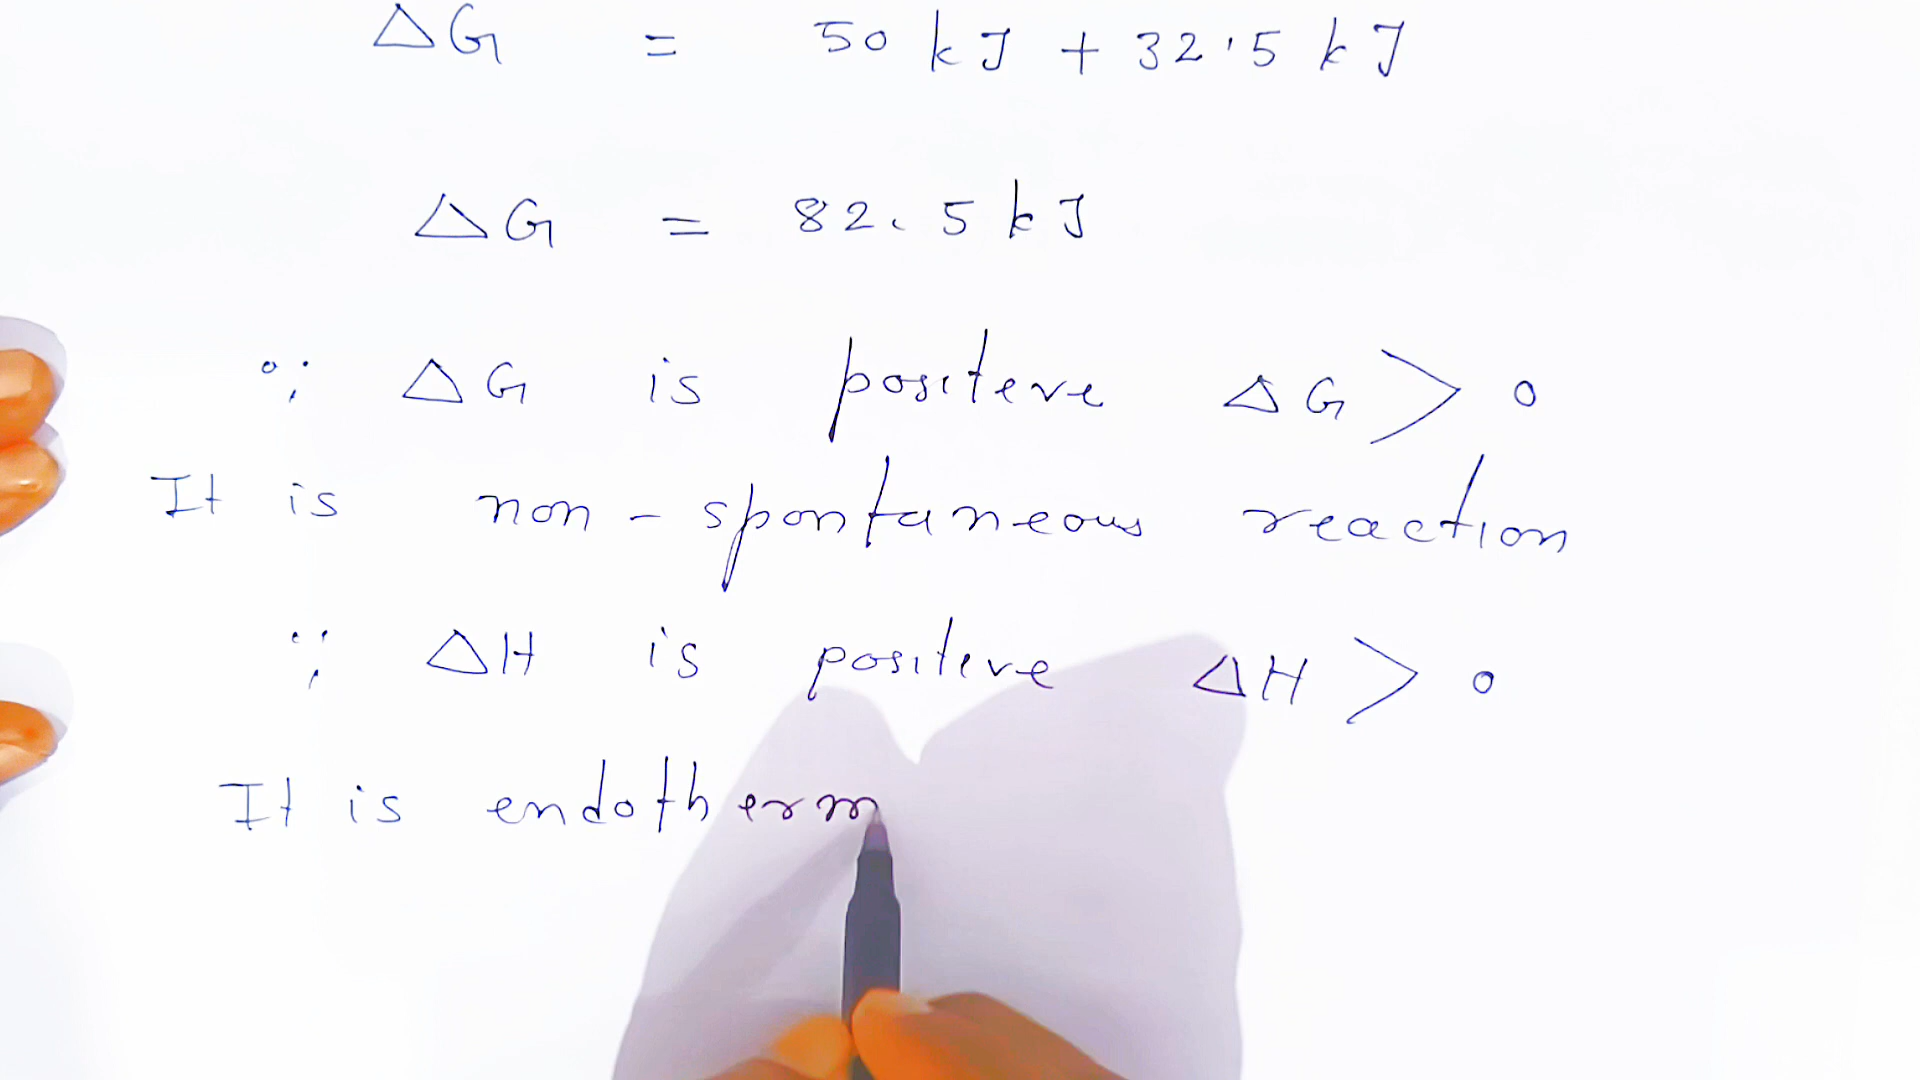 ΔG = 50 kJ + 32.5 kJ
ΔG = 82.5 kJ
∵ ΔG is positive ΔG > 0
It is non-spontaneous reaction
∵ ΔH is positive ΔH > 0
It is endotherm